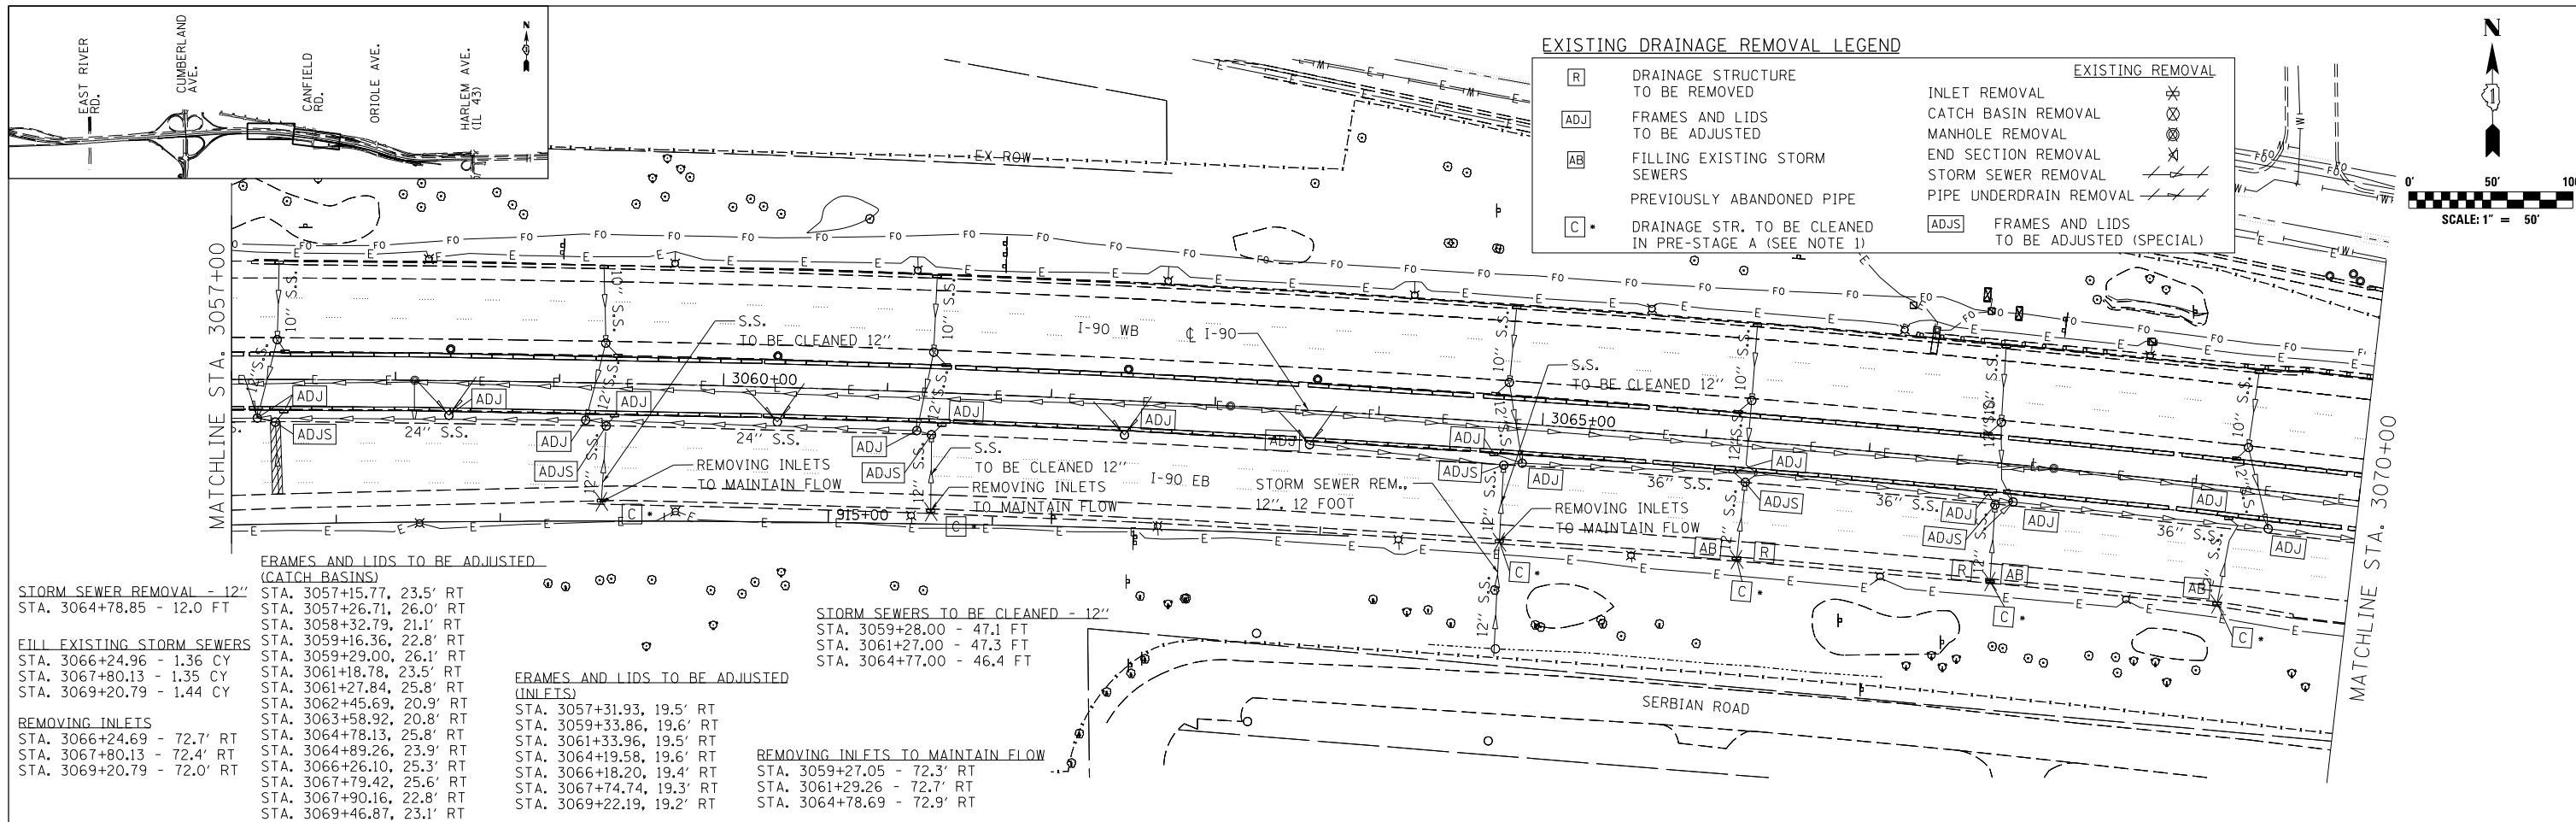 EAST RIVER
RD.
CUMBERLAND
AVE.
CANFIELD
RD.
ORIOLE AVE.
HARLEM AVE.
(IL 43)
N
EXISTING DRAINAGE REMOVAL LEGEND
R DRAINAGE STRUCTURE
TO BE REMOVED
ADJ FRAMES AND LIDS
TO BE ADJUSTED
AB FILLING EXISTING STORM
SEWERS
PREVIOUSLY ABANDONED PIPE
C * DRAINAGE STR. TO BE CLEANED
IN PRE-STAGE A (SEE NOTE 1)
EXISTING REMOVAL
INLET REMOVAL
CATCH BASIN REMOVAL
MANHOLE REMOVAL
END SECTION REMOVAL
STORM SEWER REMOVAL
PIPE UNDERDRAIN REMOVAL
ADJS FRAMES AND LIDS
TO BE ADJUSTED (SPECIAL)
N
1
0' 50' 100
SCALE: 1" = 50'
EX ROW
MATCHLINE STA. 3057+00
MATCHLINE STA. 3070+00
10" S.S.
10" S.S.
10" S.S.
10" S.S.
10" S.S.
10" S.S.
10" S.S.
S.S.
TO BE CLEANED 12"
I-90 WB
℄ I-90
S.S.
TO BE CLEANED 12"
3060+00
3065+00
ADJ
ADJS
24" S.S.
ADJ
ADJ
ADJ
ADJS
24" S.S.
ADJ
ADJ
ADJS
ADJ
ADJ
ADJ
ADJS
ADJ
36" S.S.
ADJ
ADJS
36" S.S.
ADJ
ADJS
ADJ
36" S.S.
ADJ
ADJ
12" S.S.
12" S.S.
12" S.S.
12" S.S.
12" S.S.
12" S.S.
REMOVING INLETS
TO MAINTAIN FLOW
S.S.
TO BE CLEANED 12"
REMOVING INLETS
TO MAINTAIN FLOW
I-90 EB
STORM SEWER REM.,
12", 12 FOOT
REMOVING INLETS
TO MAINTAIN FLOW
915+00
C *
C *
C *
AB R
C *
R AB
C *
AB
C *
SERBIAN ROAD
STORM SEWER REMOVAL - 12"
STA. 3064+78.85 - 12.0 FT
FILL EXISTING STORM SEWERS
STA. 3066+24.96 - 1.36 CY
STA. 3067+80.13 - 1.35 CY
STA. 3069+20.79 - 1.44 CY
REMOVING INLETS
STA. 3066+24.69 - 72.7' RT
STA. 3067+80.13 - 72.4' RT
STA. 3069+20.79 - 72.0' RT
FRAMES AND LIDS TO BE ADJUSTED
(CATCH BASINS)
STA. 3057+15.77, 23.5' RT
STA. 3057+26.71, 26.0' RT
STA. 3058+32.79, 21.1' RT
STA. 3059+16.36, 22.8' RT
STA. 3059+29.00, 26.1' RT
STA. 3061+18.78, 23.5' RT
STA. 3061+27.84, 25.8' RT
STA. 3062+45.69, 20.9' RT
STA. 3063+58.92, 20.8' RT
STA. 3064+78.13, 25.8' RT
STA. 3064+89.26, 23.9' RT
STA. 3066+26.10, 25.3' RT
STA. 3067+79.42, 25.6' RT
STA. 3067+90.16, 22.8' RT
STA. 3069+46.87, 23.1' RT
FRAMES AND LIDS TO BE ADJUSTED
(INLETS)
STA. 3057+31.93, 19.5' RT
STA. 3059+33.86, 19.6' RT
STA. 3061+33.96, 19.5' RT
STA. 3064+19.58, 19.6' RT
STA. 3066+18.20, 19.4' RT
STA. 3067+74.74, 19.3' RT
STA. 3069+22.19, 19.2' RT
STORM SEWERS TO BE CLEANED - 12"
STA. 3059+28.00 - 47.1 FT
STA. 3061+27.00 - 47.3 FT
STA. 3064+77.00 - 46.4 FT
REMOVING INLETS TO MAINTAIN FLOW
STA. 3059+27.05 - 72.3' RT
STA. 3061+29.26 - 72.7' RT
STA. 3064+78.69 - 72.9' RT